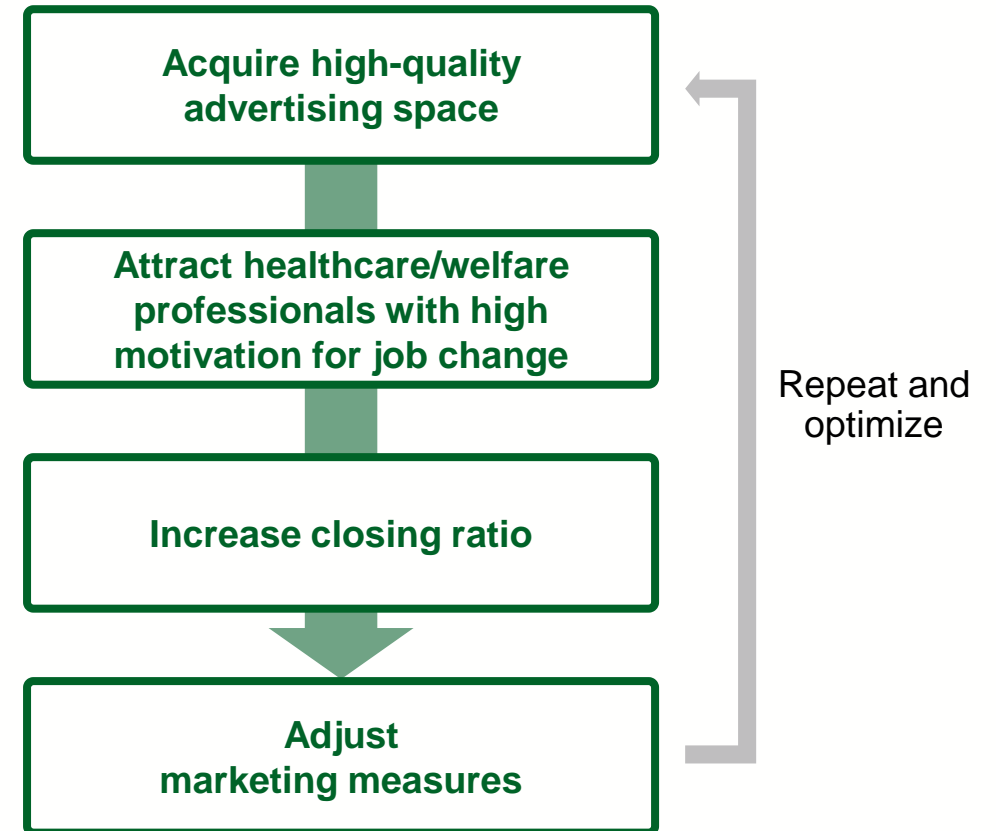 Acquire high-quality
advertising space
Attract healthcare/welfare
professionals with high
motivation for job change
Repeat and
optimize
Increase closing ratio
Adjust
marketing measures